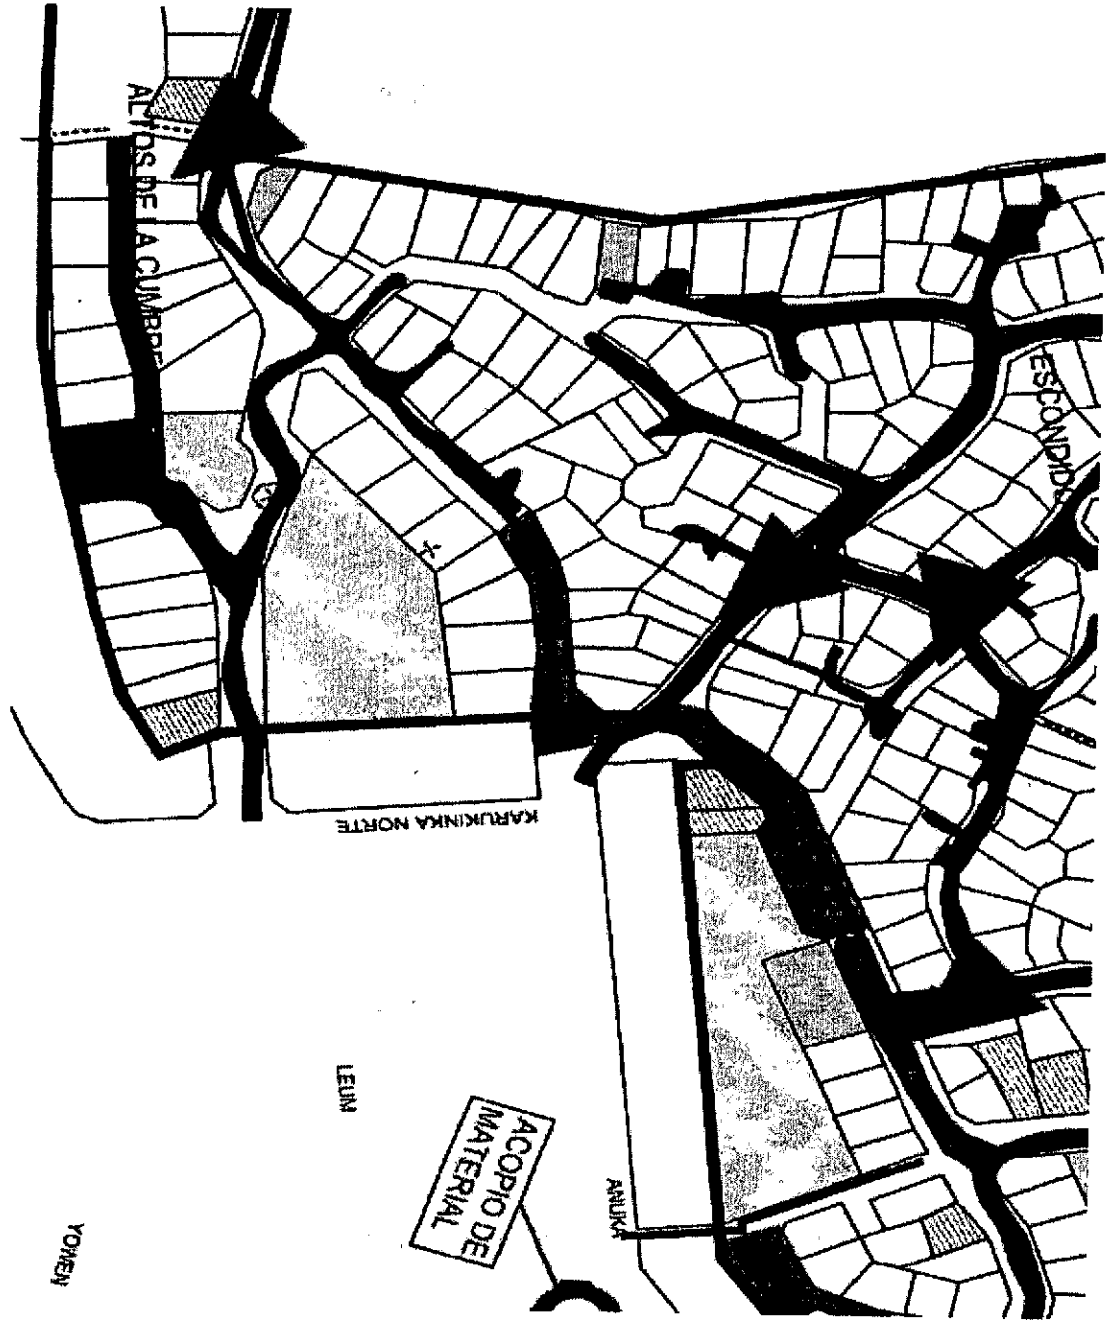 ALTOS DE LA CUMBRE
ESCONDIDO
KARUKINKA NORTE
LEUM
ACOPIO DE
MATERIAL
ANUKA
YOWEN